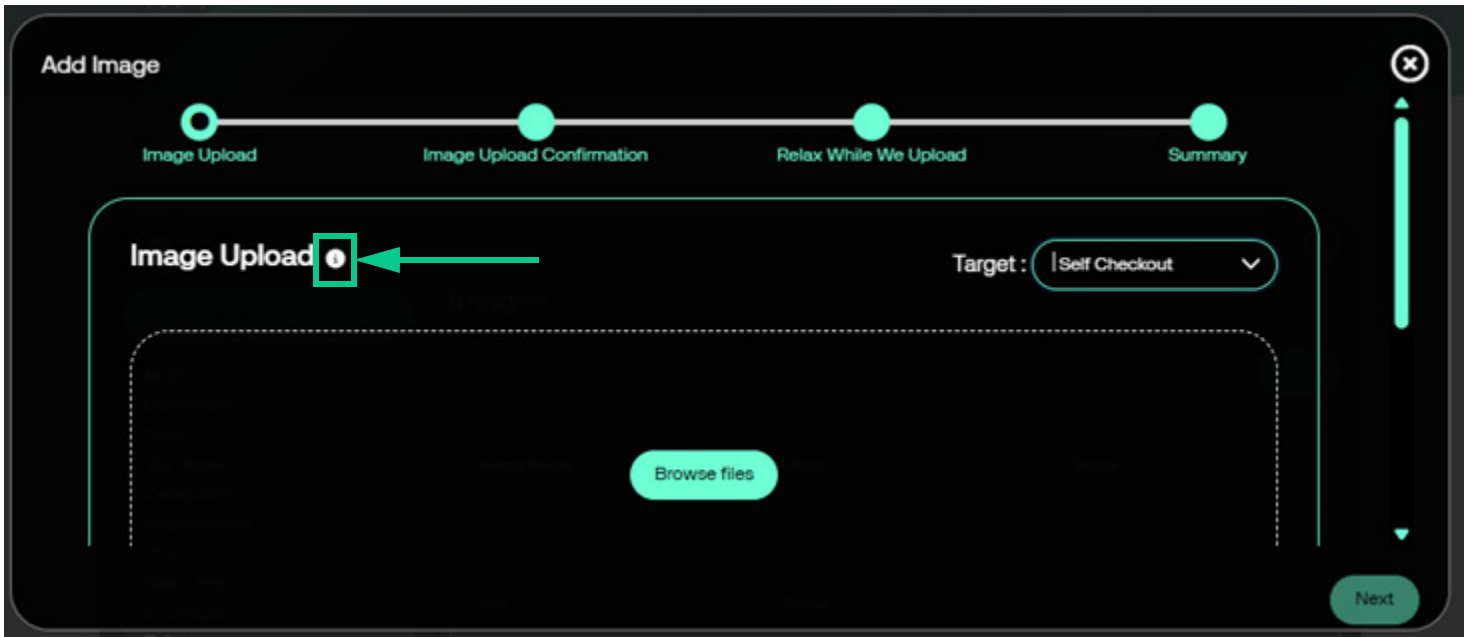 Add Image
Image Upload
Image Upload Confirmation
Relax While We Upload
Summary
Image Upload
Target :
Self Checkout
Browse files
Next